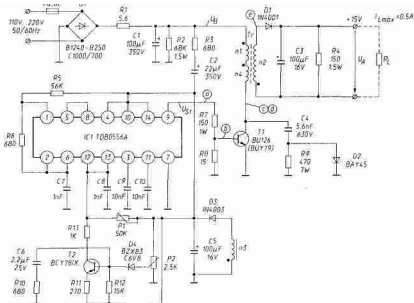 110V, 220V
50/60Hz
B1240-B250
C1000/700
R2
5.6
C1
100µF
350V
R2
68K
1.5W
R3
680
C2
22µF
350V
D1
1N4001
Tr
n1
n4
n2
C3
100µF
16V
R4
150
1.5W
+15V
ILmax=0.5A
UA
RL
R5
56K
R6
680
1 5 8 4 10 14 9
IC1 TDB0556A
2 6 12 13 3 11 7
UST
R7
150
1W
R8
15
T1
BU126
(BUY79)
C4
5.6nF
630V
R9
470
7W
D2
BAY45
C7
1nF
C8
1nF
C9
10nF
C10
10nF
R13
1K
P1
50K
T2
BCY78IX
D4
BZX83
C6V8
P2
2.5K
D3
1N4003
C5
100µF
16V
n3
C6
2.2µF
25V
R10
680
R11
270
R12
15K